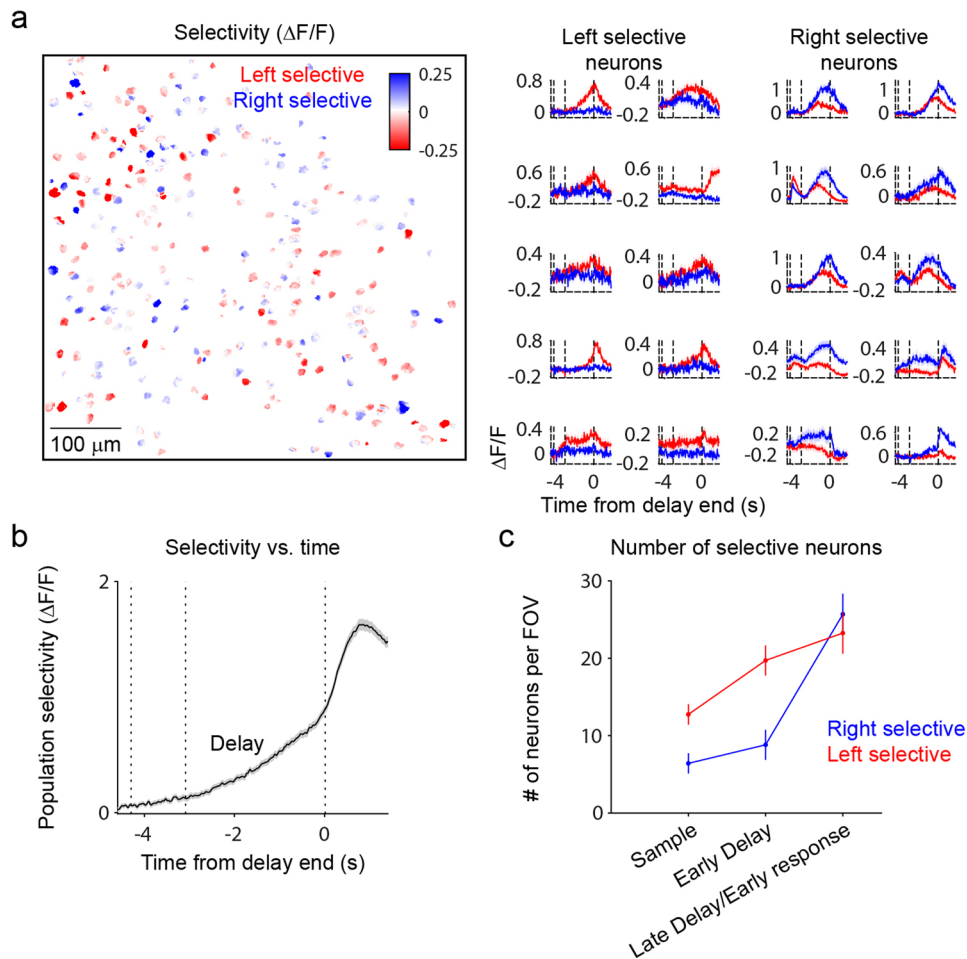 a
Selectivity (ΔF/F)
Left selective
Right selective
0.25
0
-0.25
100 μm
Left selective
neurons
Right selective
neurons
0.8
0
0.4
-0.2
1
0
1
0
0.6
-0.2
0.6
-0.2
1
0
0.6
-0.2
0.4
-0.2
0.4
0
1
0
0.4
-0.2
0.8
-0.2
0.4
0
0.4
-0.2
0.4
-0.2
0.4
0
0.2
-0.2
0.2
-0.2
0.6
0
ΔF/F
-4 0
-4 0
-4 0
-4 0
Time from delay end (s)
b
Selectivity vs. time
Population selectivity (ΔF/F)
2
0
Delay
-4 -2 0
Time from delay end (s)
c
Number of selective neurons
# of neurons per FOV
30
20
10
0
Right selective
Left selective
Sample
Early Delay
Late Delay/Early response